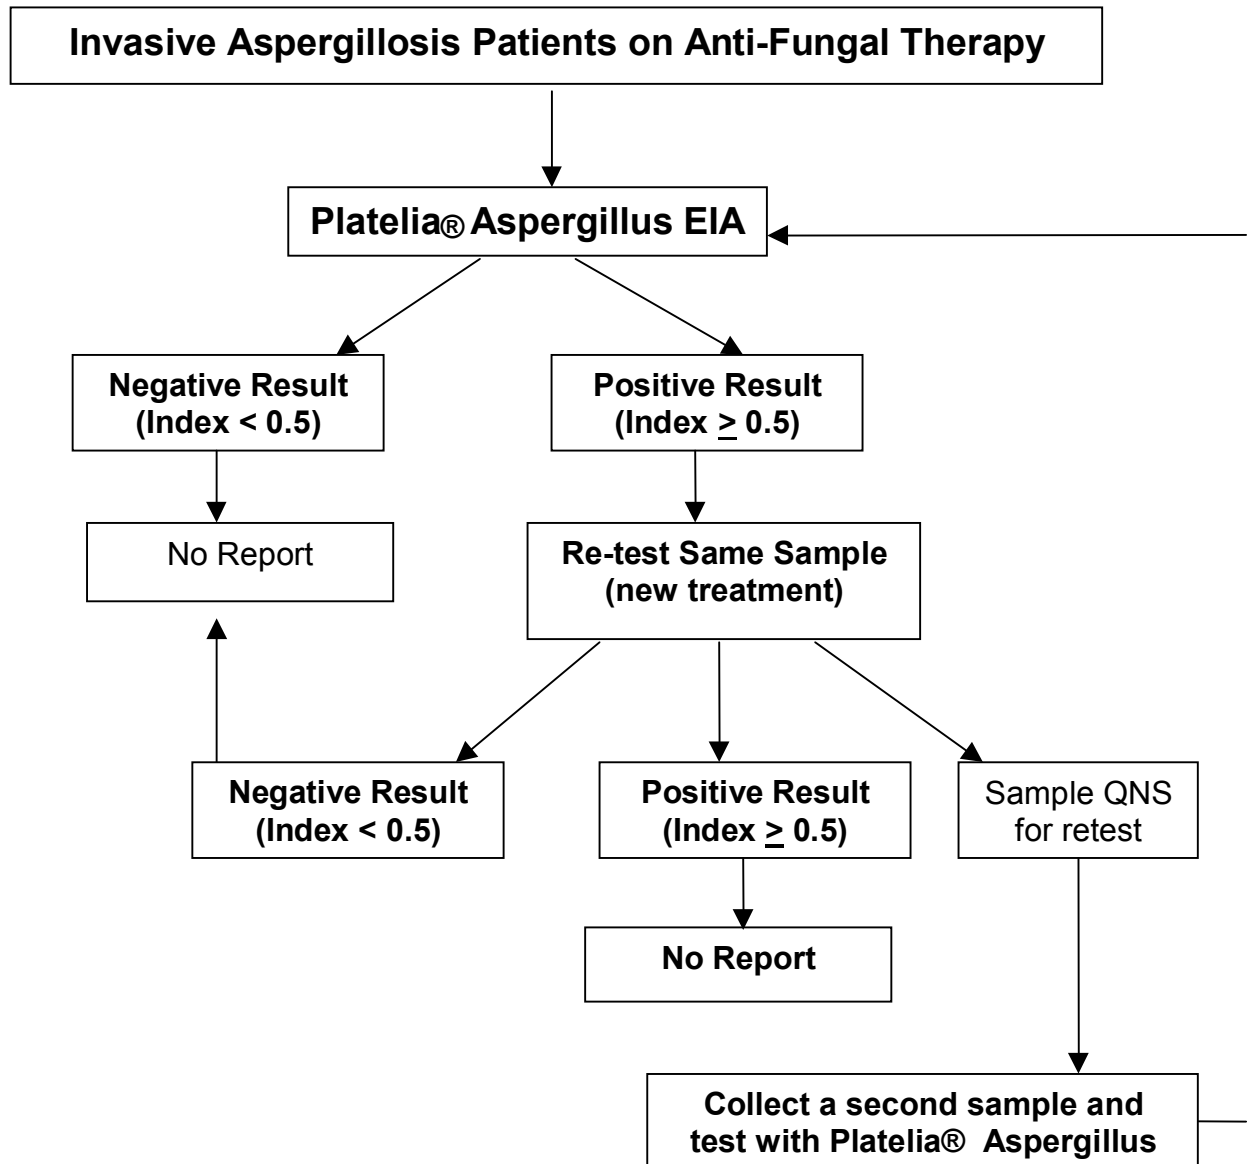 Invasive Aspergillosis Patients on Anti-Fungal Therapy
Platelia® Aspergillus EIA
Negative Result
(Index < 0.5)
Positive Result
(Index ≥ 0.5)
No Report
Re-test Same Sample
(new treatment)
Negative Result
(Index < 0.5)
Positive Result
(Index ≥ 0.5)
Sample QNS
for retest
No Report
Collect a second sample and
test with Platelia® Aspergillus